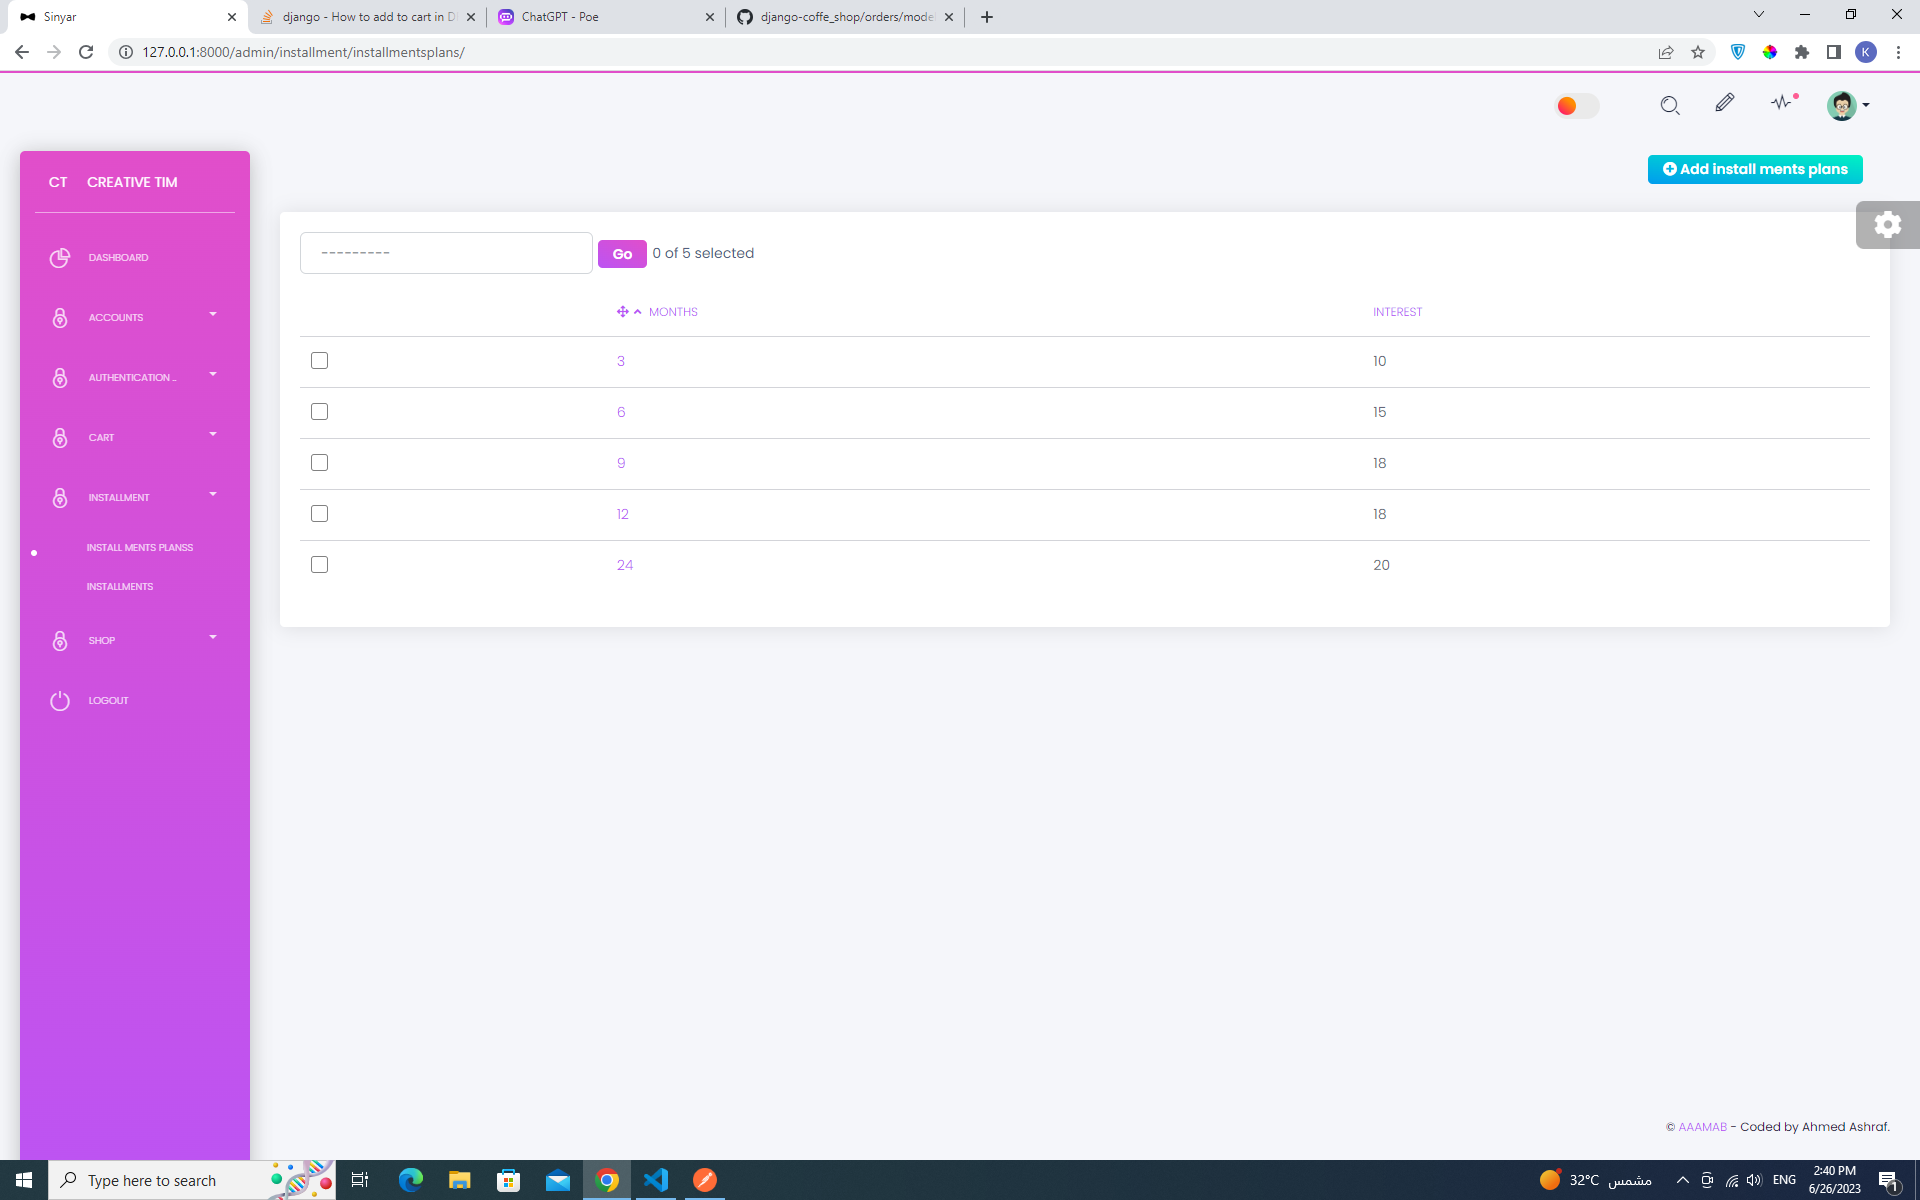 Sinyar
django - How to add to cart in D
ChatGPT - Poe
django-coffe_shop/orders/mode
127.0.0.1:8000/admin/installment/installmentsplans/
K
CT CREATIVE TIM
DASHBOARD
ACCOUNTS
AUTHENTICATION ...
CART
INSTALLMENT
INSTALL MENTS PLANSS
INSTALLMENTS
SHOP
LOGOUT
Add install ments plans
---------
Go
0 of 5 selected
MONTHS INTEREST
3 10
6 15
9 18
12 18
24 20
© AAAMAB - Coded by Ahmed Ashraf.
Type here to search
32°C مشمس
ENG
2:40 PM
6/26/2023
1